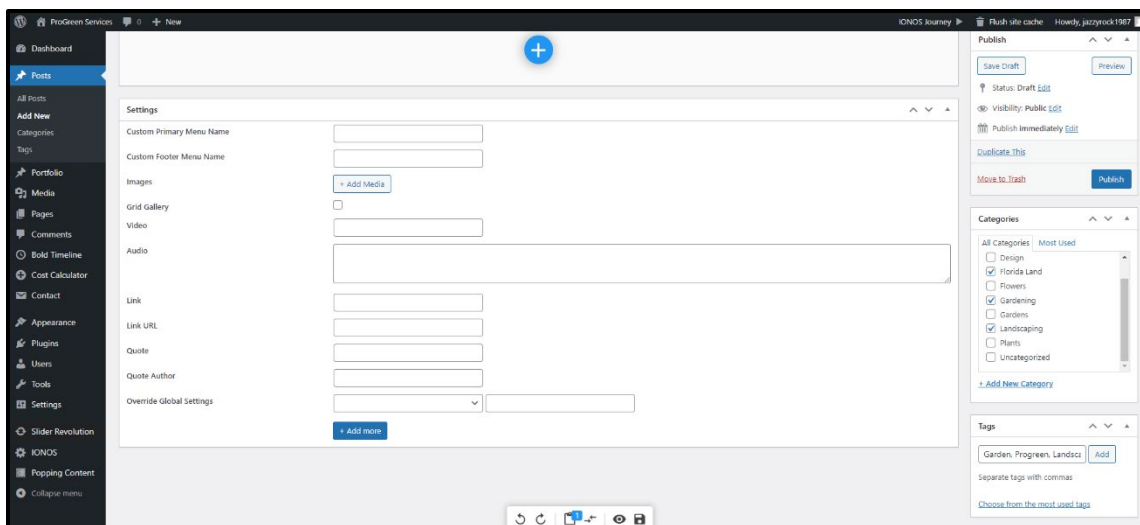 ProGreen Services 0 + New IONOS Journey Flush site cache Howdy, jazzyrock1987
Dashboard
Posts
All Posts
Add New
Categories
Tags
Portfolio
Media
Pages
Comments
Bold Timeline
Cost Calculator
Contact
Appearance
Plugins
Users
Tools
Settings
Slider Revolution
IONOS
Popping Content
Collapse menu
Settings
Custom Primary Menu Name
Custom Footer Menu Name
Images + Add Media
Grid Gallery
Video
Audio
Link
Link URL
Quote
Quote Author
Override Global Settings
+ Add more
1
Publish
Save Draft Preview
Status: Draft Edit
Visibility: Public Edit
Publish immediately Edit
Duplicate This
Move to Trash Publish
Categories
All Categories Most Used
Design
Florida Land
Flowers
Gardening
Gardens
Landscaping
Plants
Uncategorized
+ Add New Category
Tags
Garden, Progreen, Landsca Add
Separate tags with commas
Choose from the most used tags